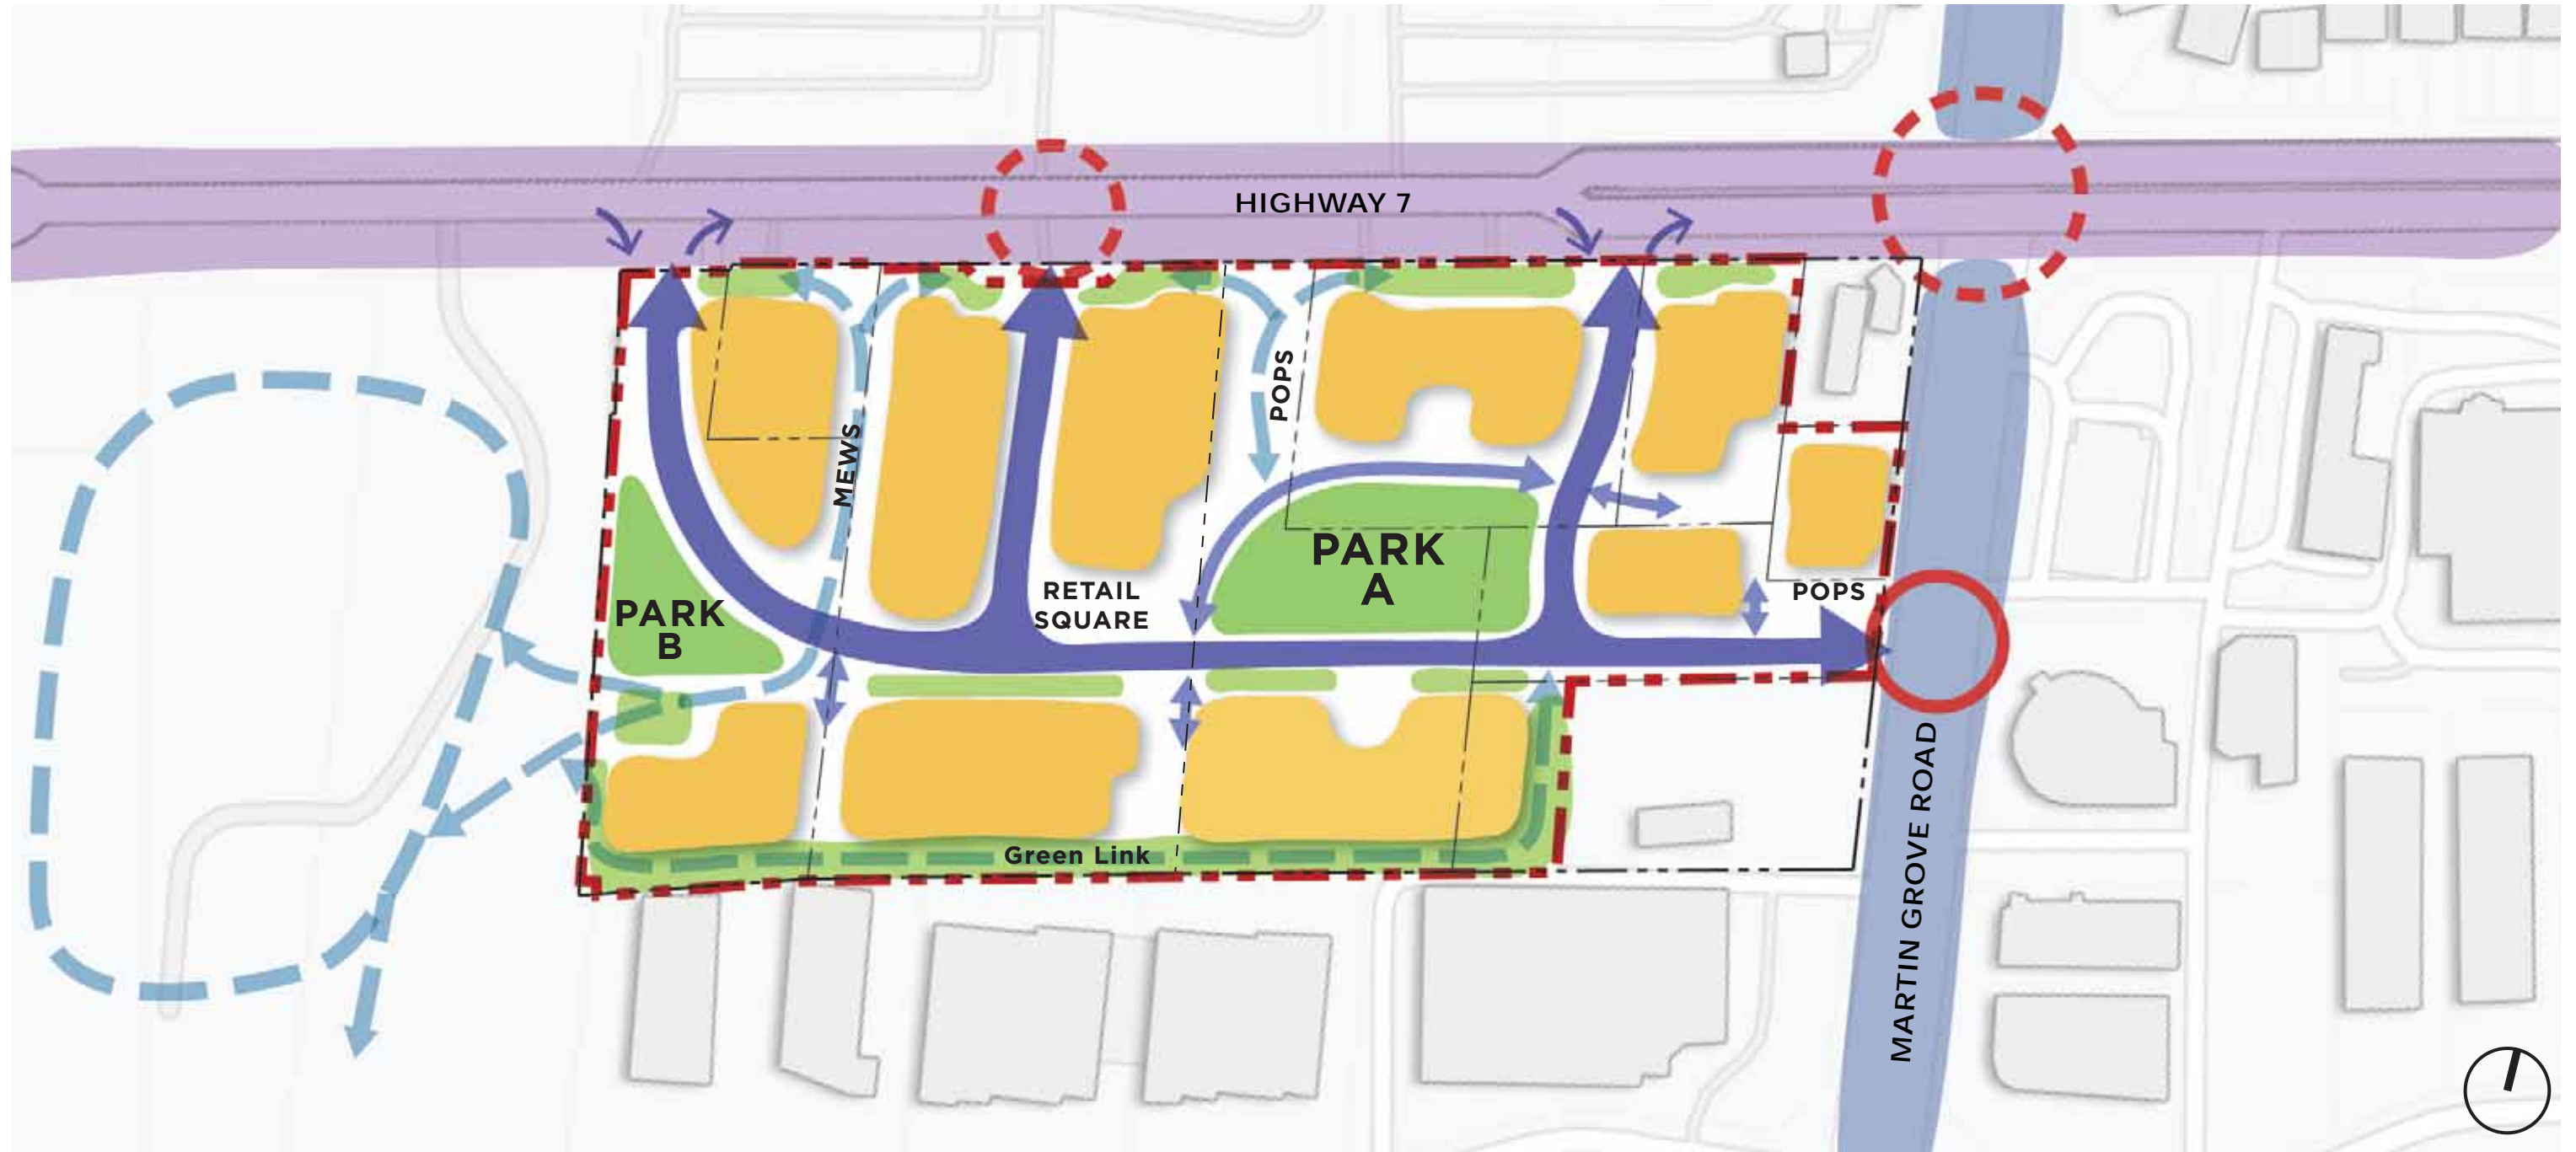 HIGHWAY 7
POPS
MEWS
PARK
A
RETAIL
SQUARE
POPS
PARK
B
MARTIN GROVE ROAD
Green Link